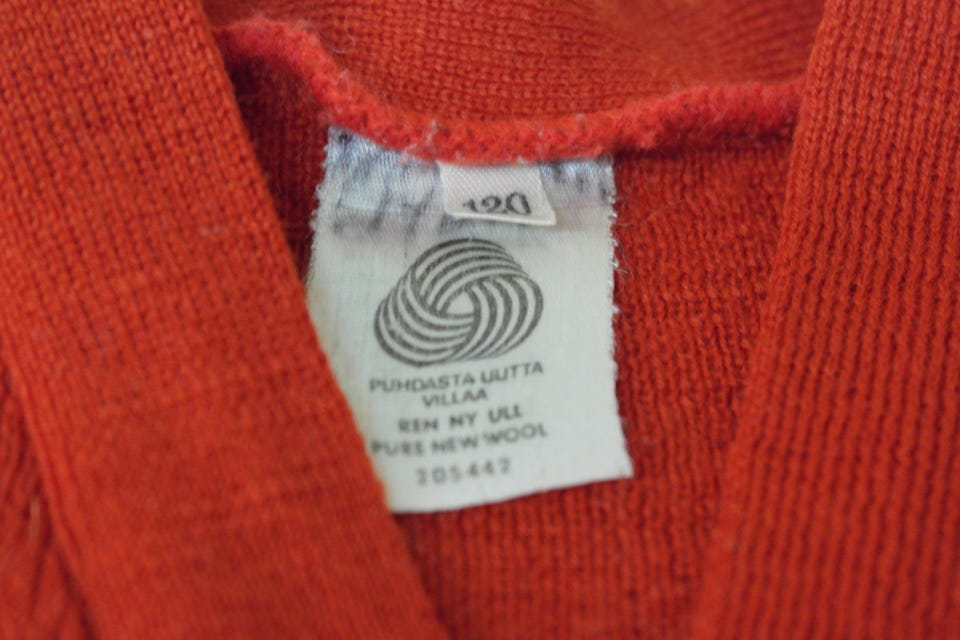 120
PUHDASTA UUTTA
VILLAA
REN NY ULL
PURE NEW WOOL
205442